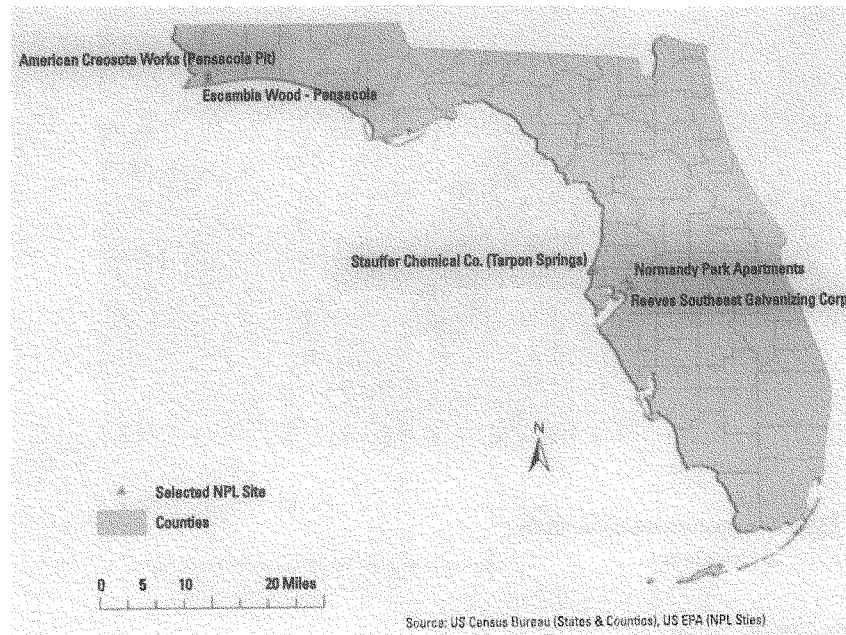 American Creosote Works (Pensacola Pit)
Escambia Wood - Pensacola
Stauffer Chemical Co. (Tarpon Springs)
Normandy Park Apartments
Reeves Southeast Galvanizing Corp
N
Selected NPL Site
Counties
0 5 10 20 Miles
Source: US Census Bureau (States & Counties), US EPA (NPL Sties)